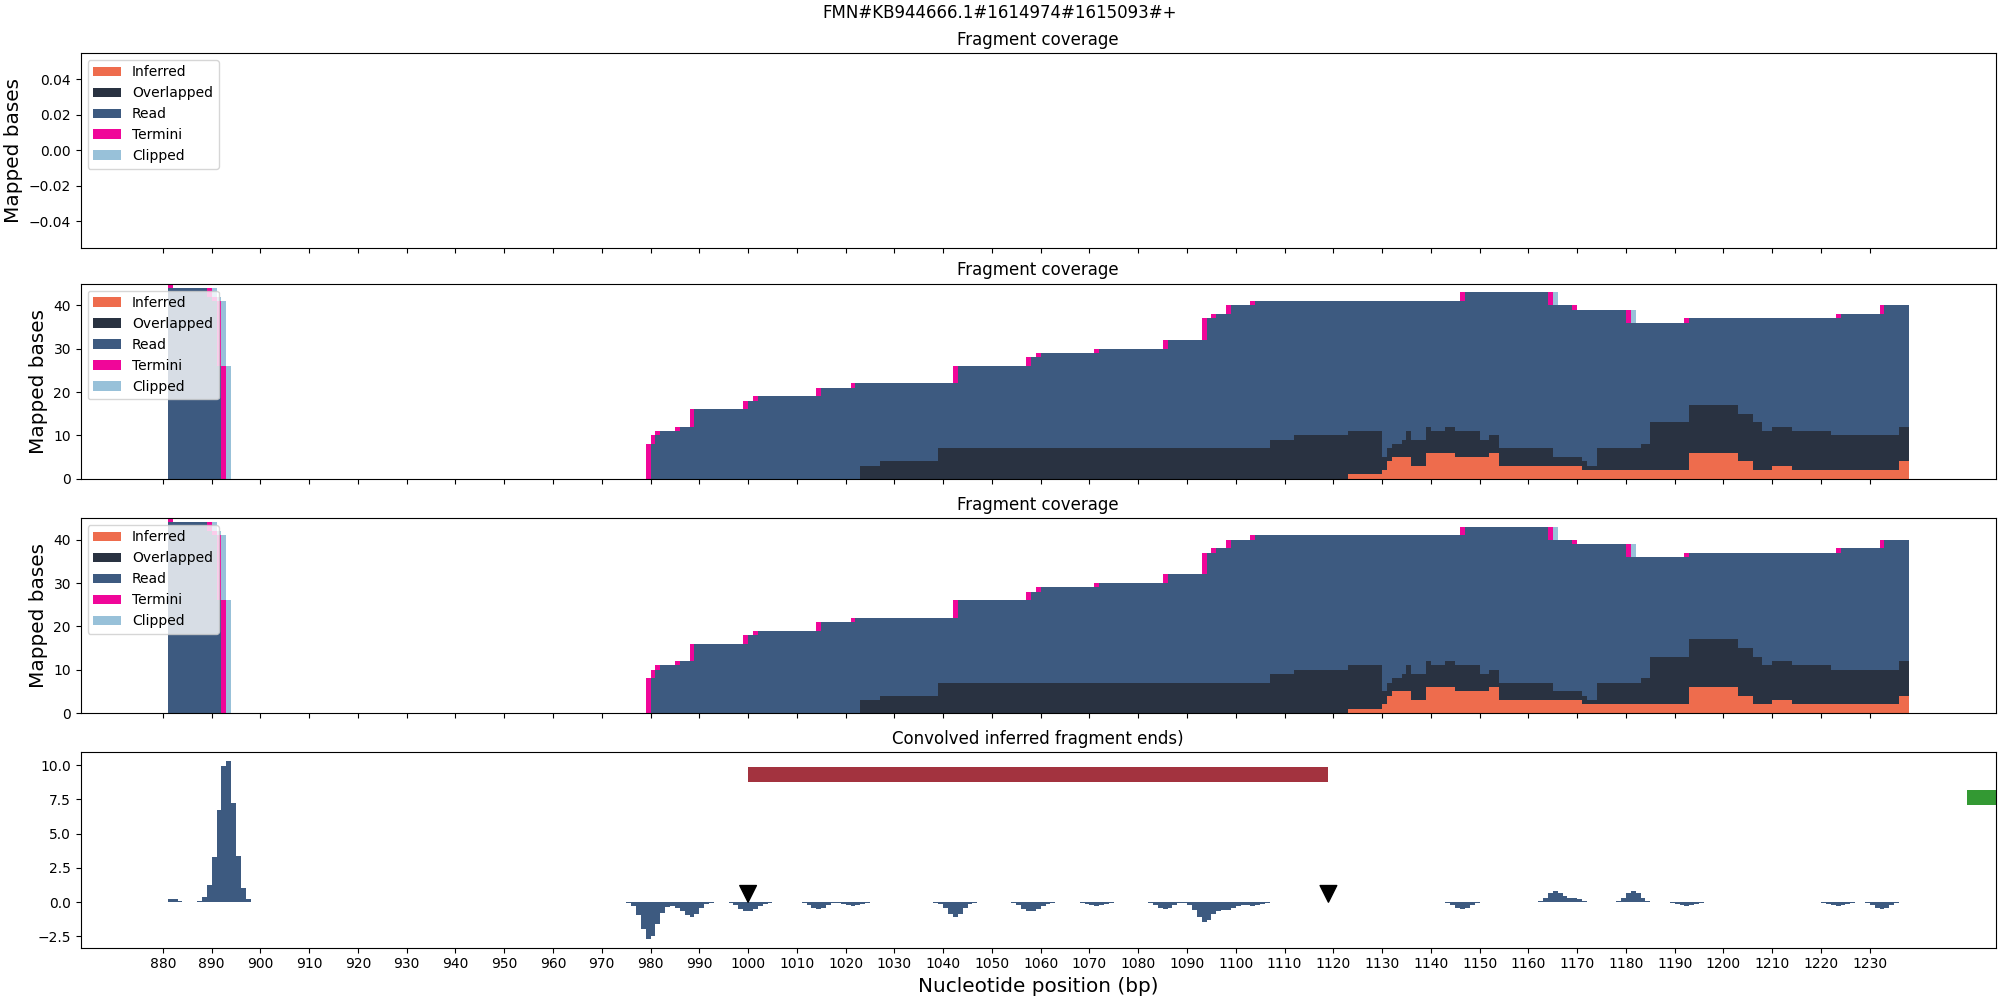 FMN#KB944666.1#1614974#1615093#+
Fragment coverage
Mapped bases
0.04
0.02
0.00
−0.02
−0.04
Inferred
Overlapped
Read
Termini
Clipped
Fragment coverage
Mapped bases
40
30
20
10
0
Inferred
Overlapped
Read
Termini
Clipped
Fragment coverage
Mapped bases
40
30
20
10
0
Inferred
Overlapped
Read
Termini
Clipped
Convolved inferred fragment ends)
10.0
7.5
5.0
2.5
0.0
−2.5
880 890 900 910 920 930 940 950 960 970 980 990 1000 1010 1020 1030 1040 1050 1060 1070 1080 1090 1100 1110 1120 1130 1140 1150 1160 1170 1180 1190 1200 1210 1220 1230
Nucleotide position (bp)